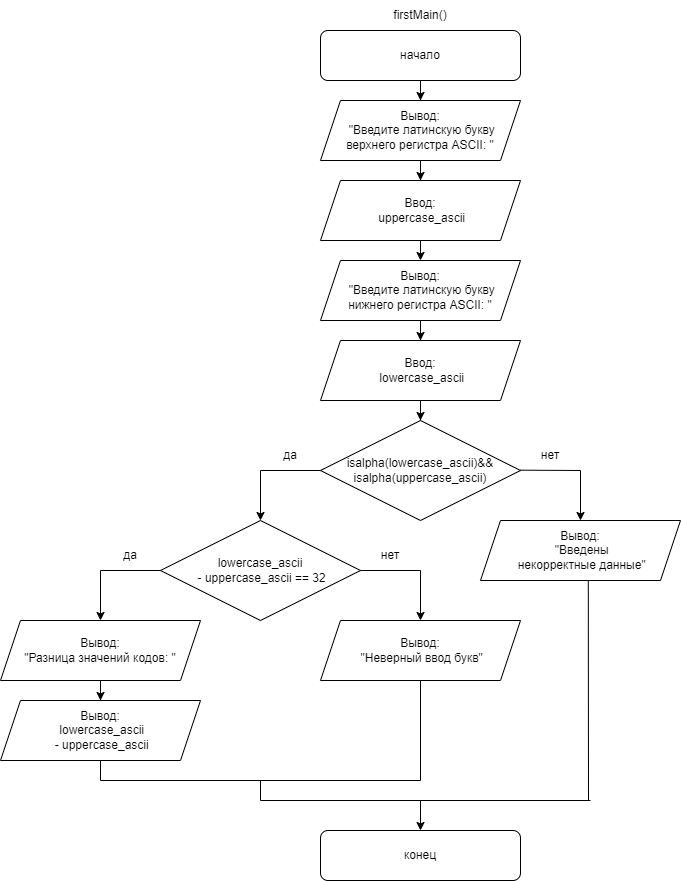 firstMain()
начало
Вывод:
"Введите латинскую букву
верхнего регистра ASCII: "
Ввод:
uppercase_ascii
Вывод:
"Введите латинскую букву
нижнего регистра ASCII: "
Ввод:
lowercase_ascii
isalpha(lowercase_ascii)&&
isalpha(uppercase_ascii)
да
нет
lowercase_ascii
- uppercase_ascii == 32
да
нет
Вывод:
"Введены
некорректные данные"
Вывод:
"Разница значений кодов: "
Вывод:
"Неверный ввод букв"
Вывод:
lowercase_ascii
- uppercase_ascii
конец